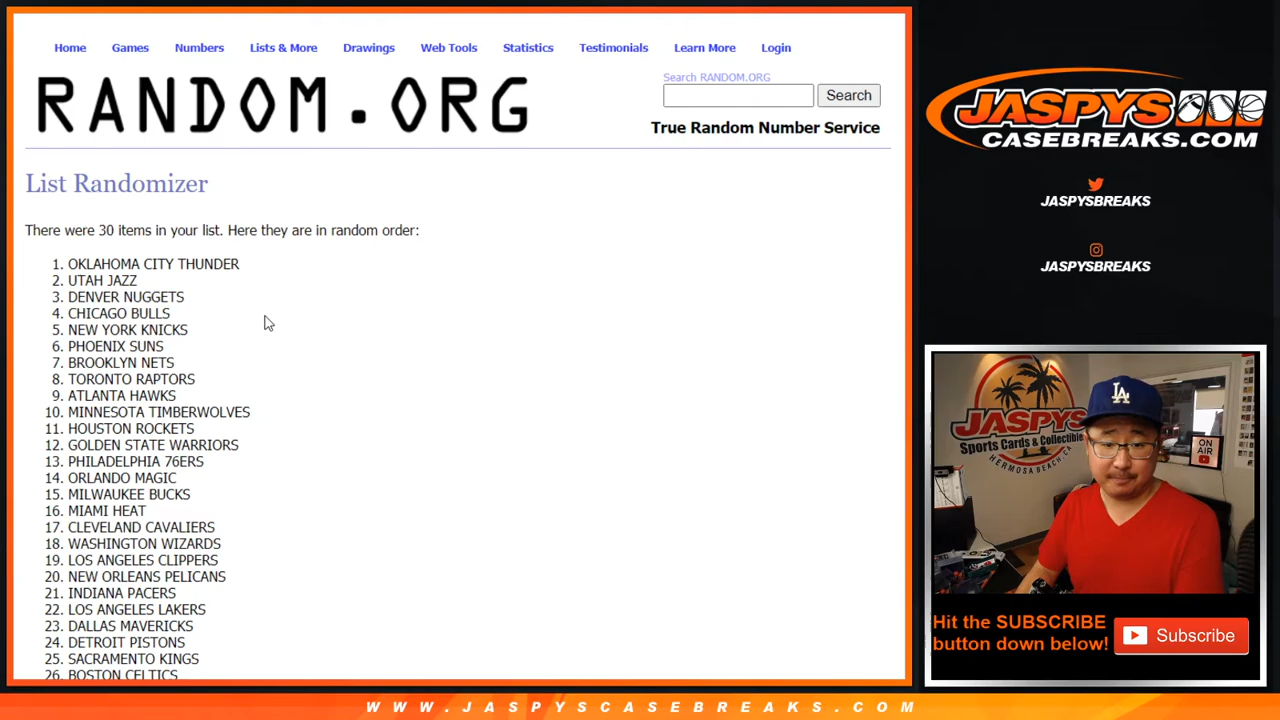 Home Games Numbers Lists & More Drawings Web Tools Statistics Testimonials Learn More Login
RANDOM.ORG
Search RANDOM.ORG
Search
True Random Number Service
List Randomizer
There were 30 items in your list. Here they are in random order:
1. OKLAHOMA CITY THUNDER
2. UTAH JAZZ
3. DENVER NUGGETS
4. CHICAGO BULLS
5. NEW YORK KNICKS
6. PHOENIX SUNS
7. BROOKLYN NETS
8. TORONTO RAPTORS
9. ATLANTA HAWKS
10. MINNESOTA TIMBERWOLVES
11. HOUSTON ROCKETS
12. GOLDEN STATE WARRIORS
13. PHILADELPHIA 76ERS
14. ORLANDO MAGIC
15. MILWAUKEE BUCKS
16. MIAMI HEAT
17. CLEVELAND CAVALIERS
18. WASHINGTON WIZARDS
19. LOS ANGELES CLIPPERS
20. NEW ORLEANS PELICANS
21. INDIANA PACERS
22. LOS ANGELES LAKERS
23. DALLAS MAVERICKS
24. DETROIT PISTONS
25. SACRAMENTO KINGS
26. BOSTON CELTICS
JASPYS
CASEBREAKS.COM
JASPYSBREAKS
JASPYSBREAKS
JASPYS
Sports Cards & Collectible
HERMOSA BEACH, CA
LA
ON AIR
Hit the SUBSCRIBE
button down below!
Subscribe
WWW.JASPYSCASEBREAKS.COM